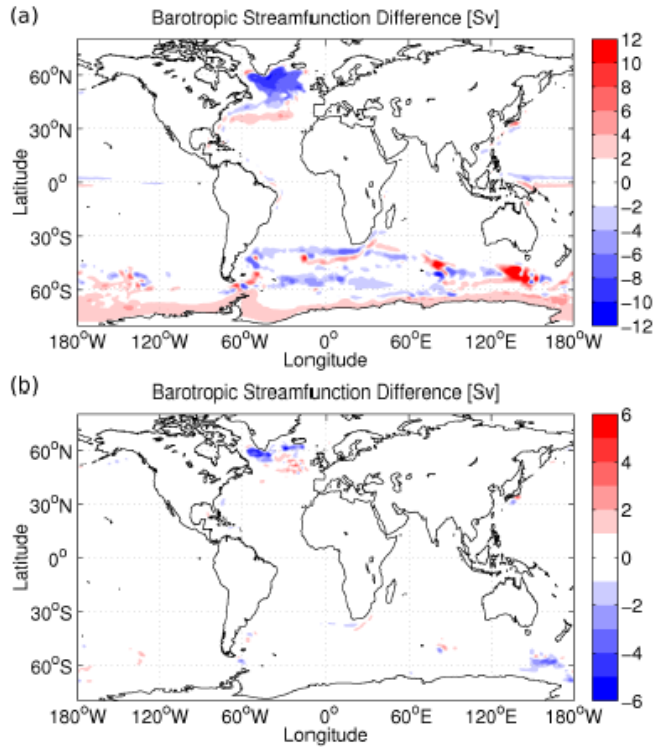 (a)
Barotropic Streamfunction Difference [Sv]
60°N
30°N
0°
30°S
60°S
Latitude
180°W 120°W 60°W 0° 60°E 120°E 180°W
Longitude
12
10
8
6
4
2
0
−2
−4
−6
−8
−10
−12
(b)
Barotropic Streamfunction Difference [Sv]
60°N
30°N
0°
30°S
60°S
Latitude
180°W 120°W 60°W 0° 60°E 120°E 180°W
Longitude
6
4
2
0
−2
−4
−6